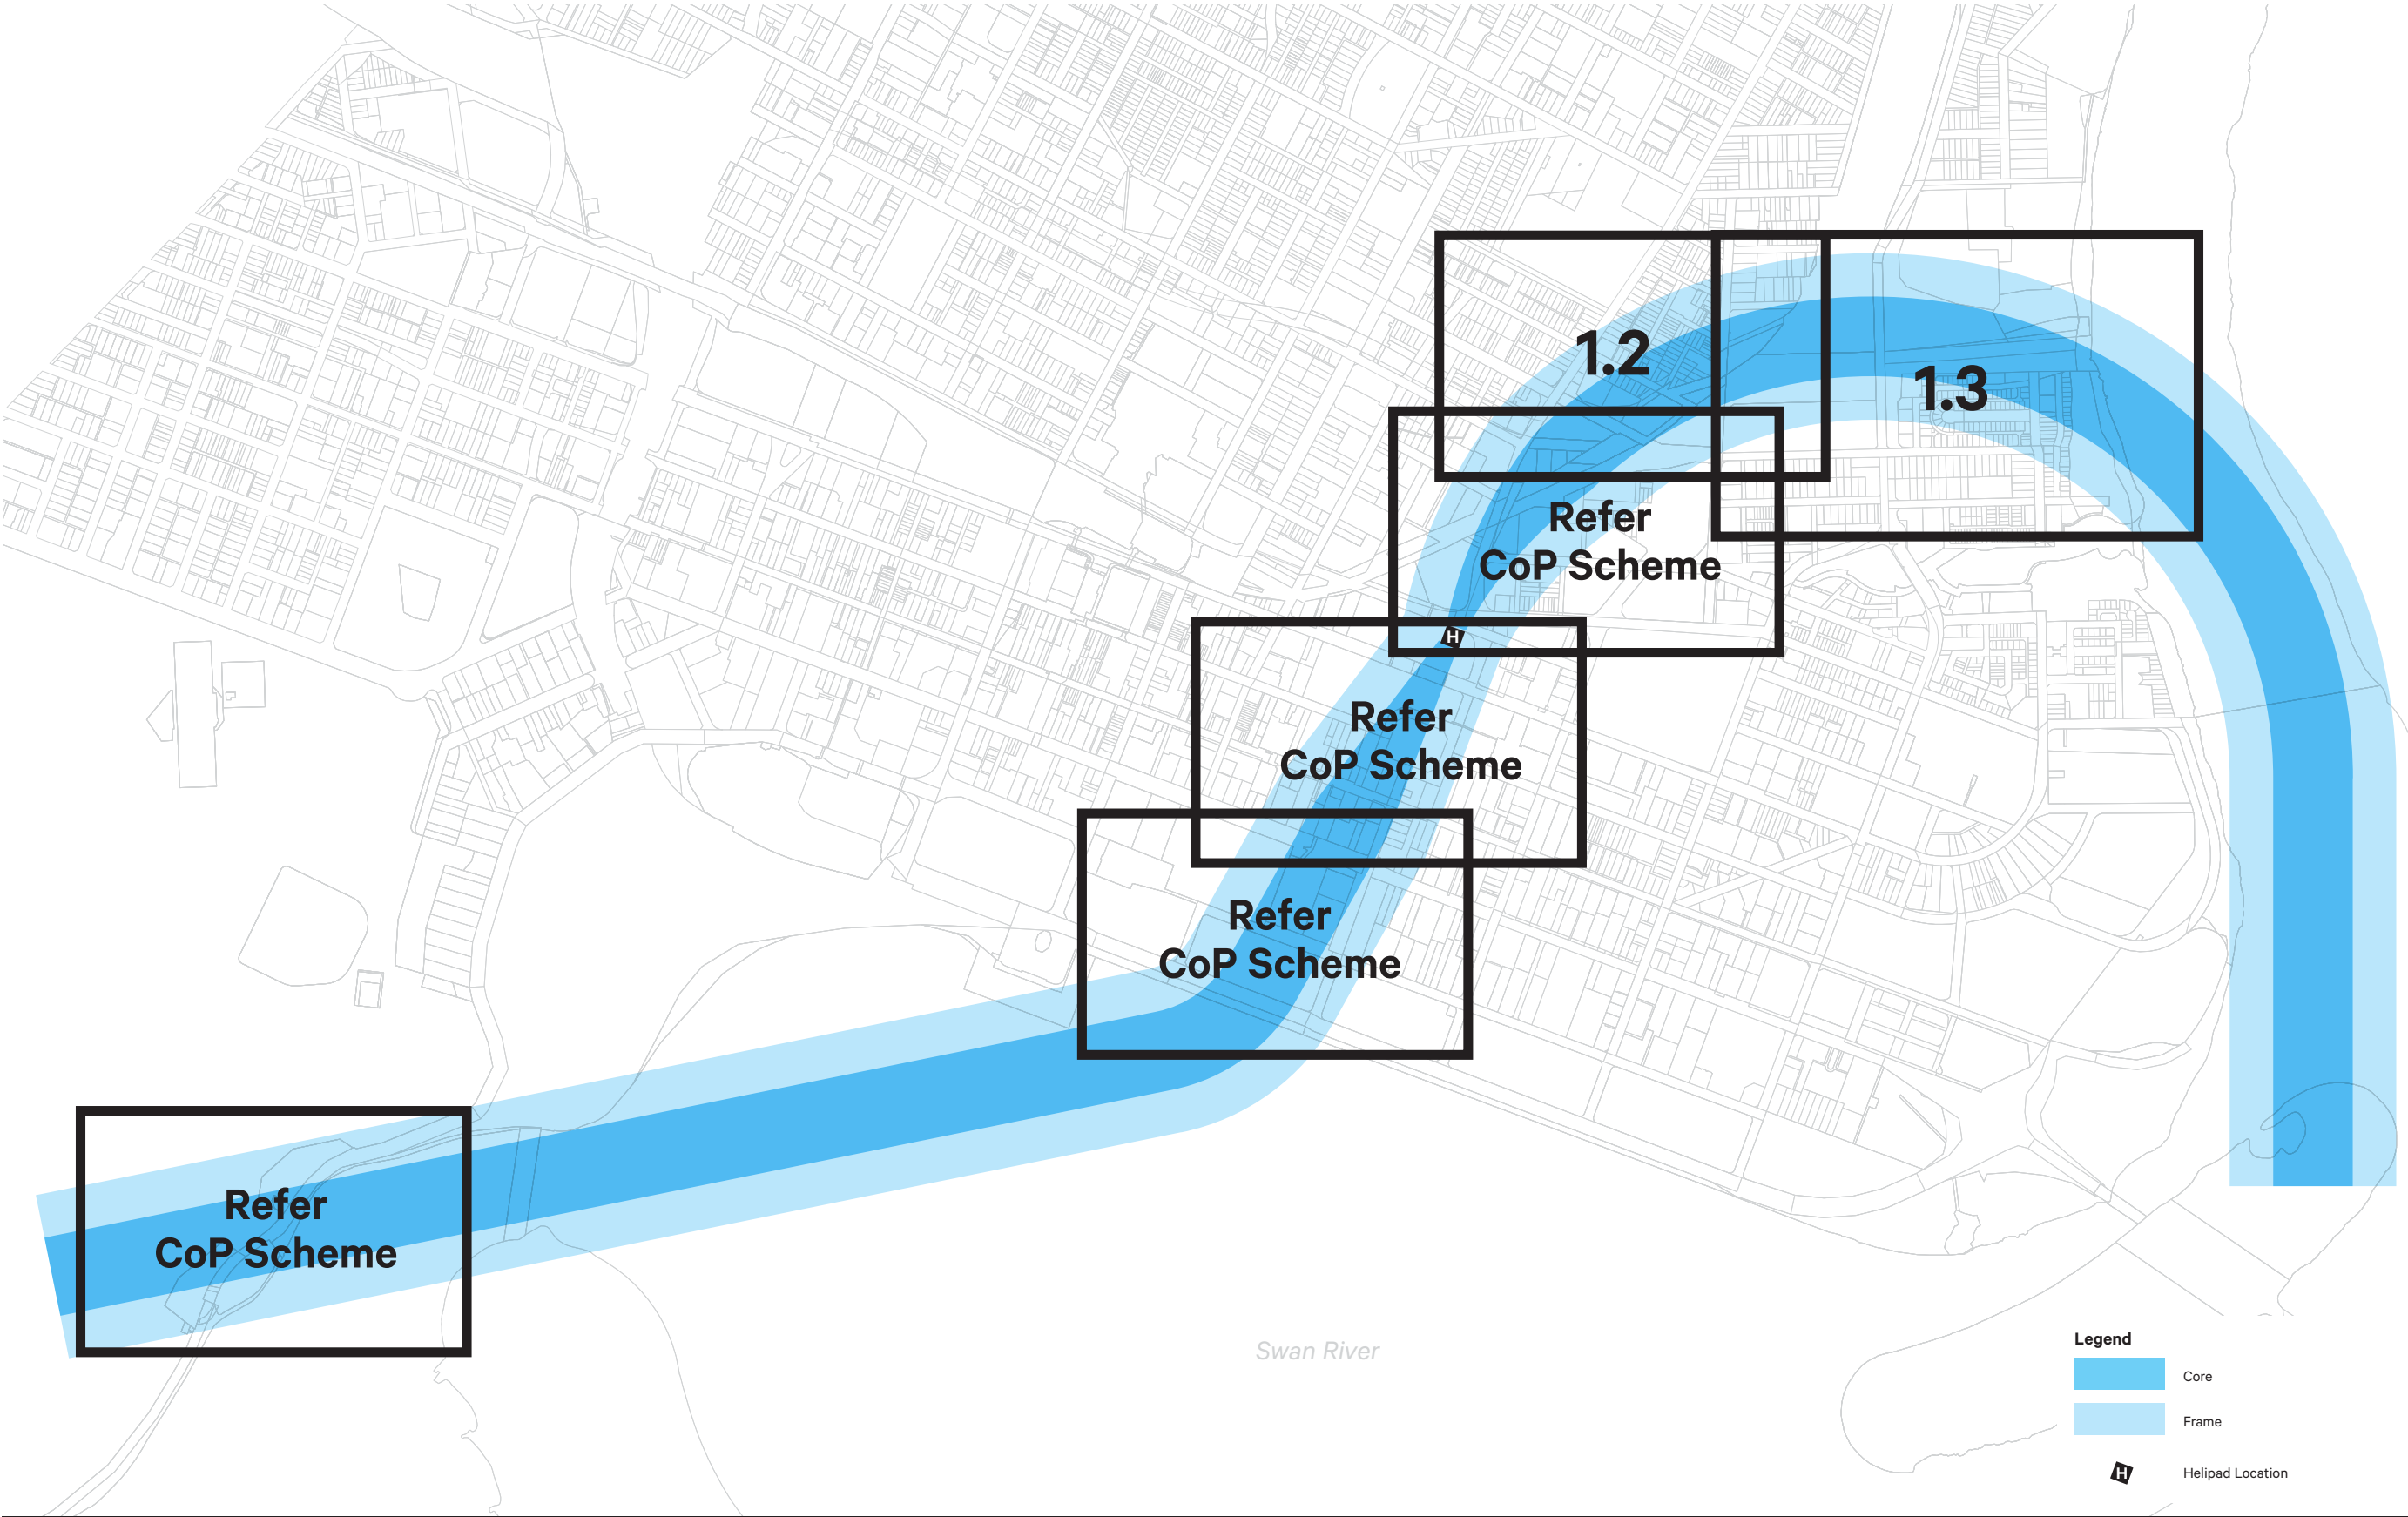 1.2
1.3
Refer
CoP Scheme
H
Refer
CoP Scheme
Refer
CoP Scheme
Refer
CoP Scheme
Swan River
Legend
Core
Frame
H
Helipad Location